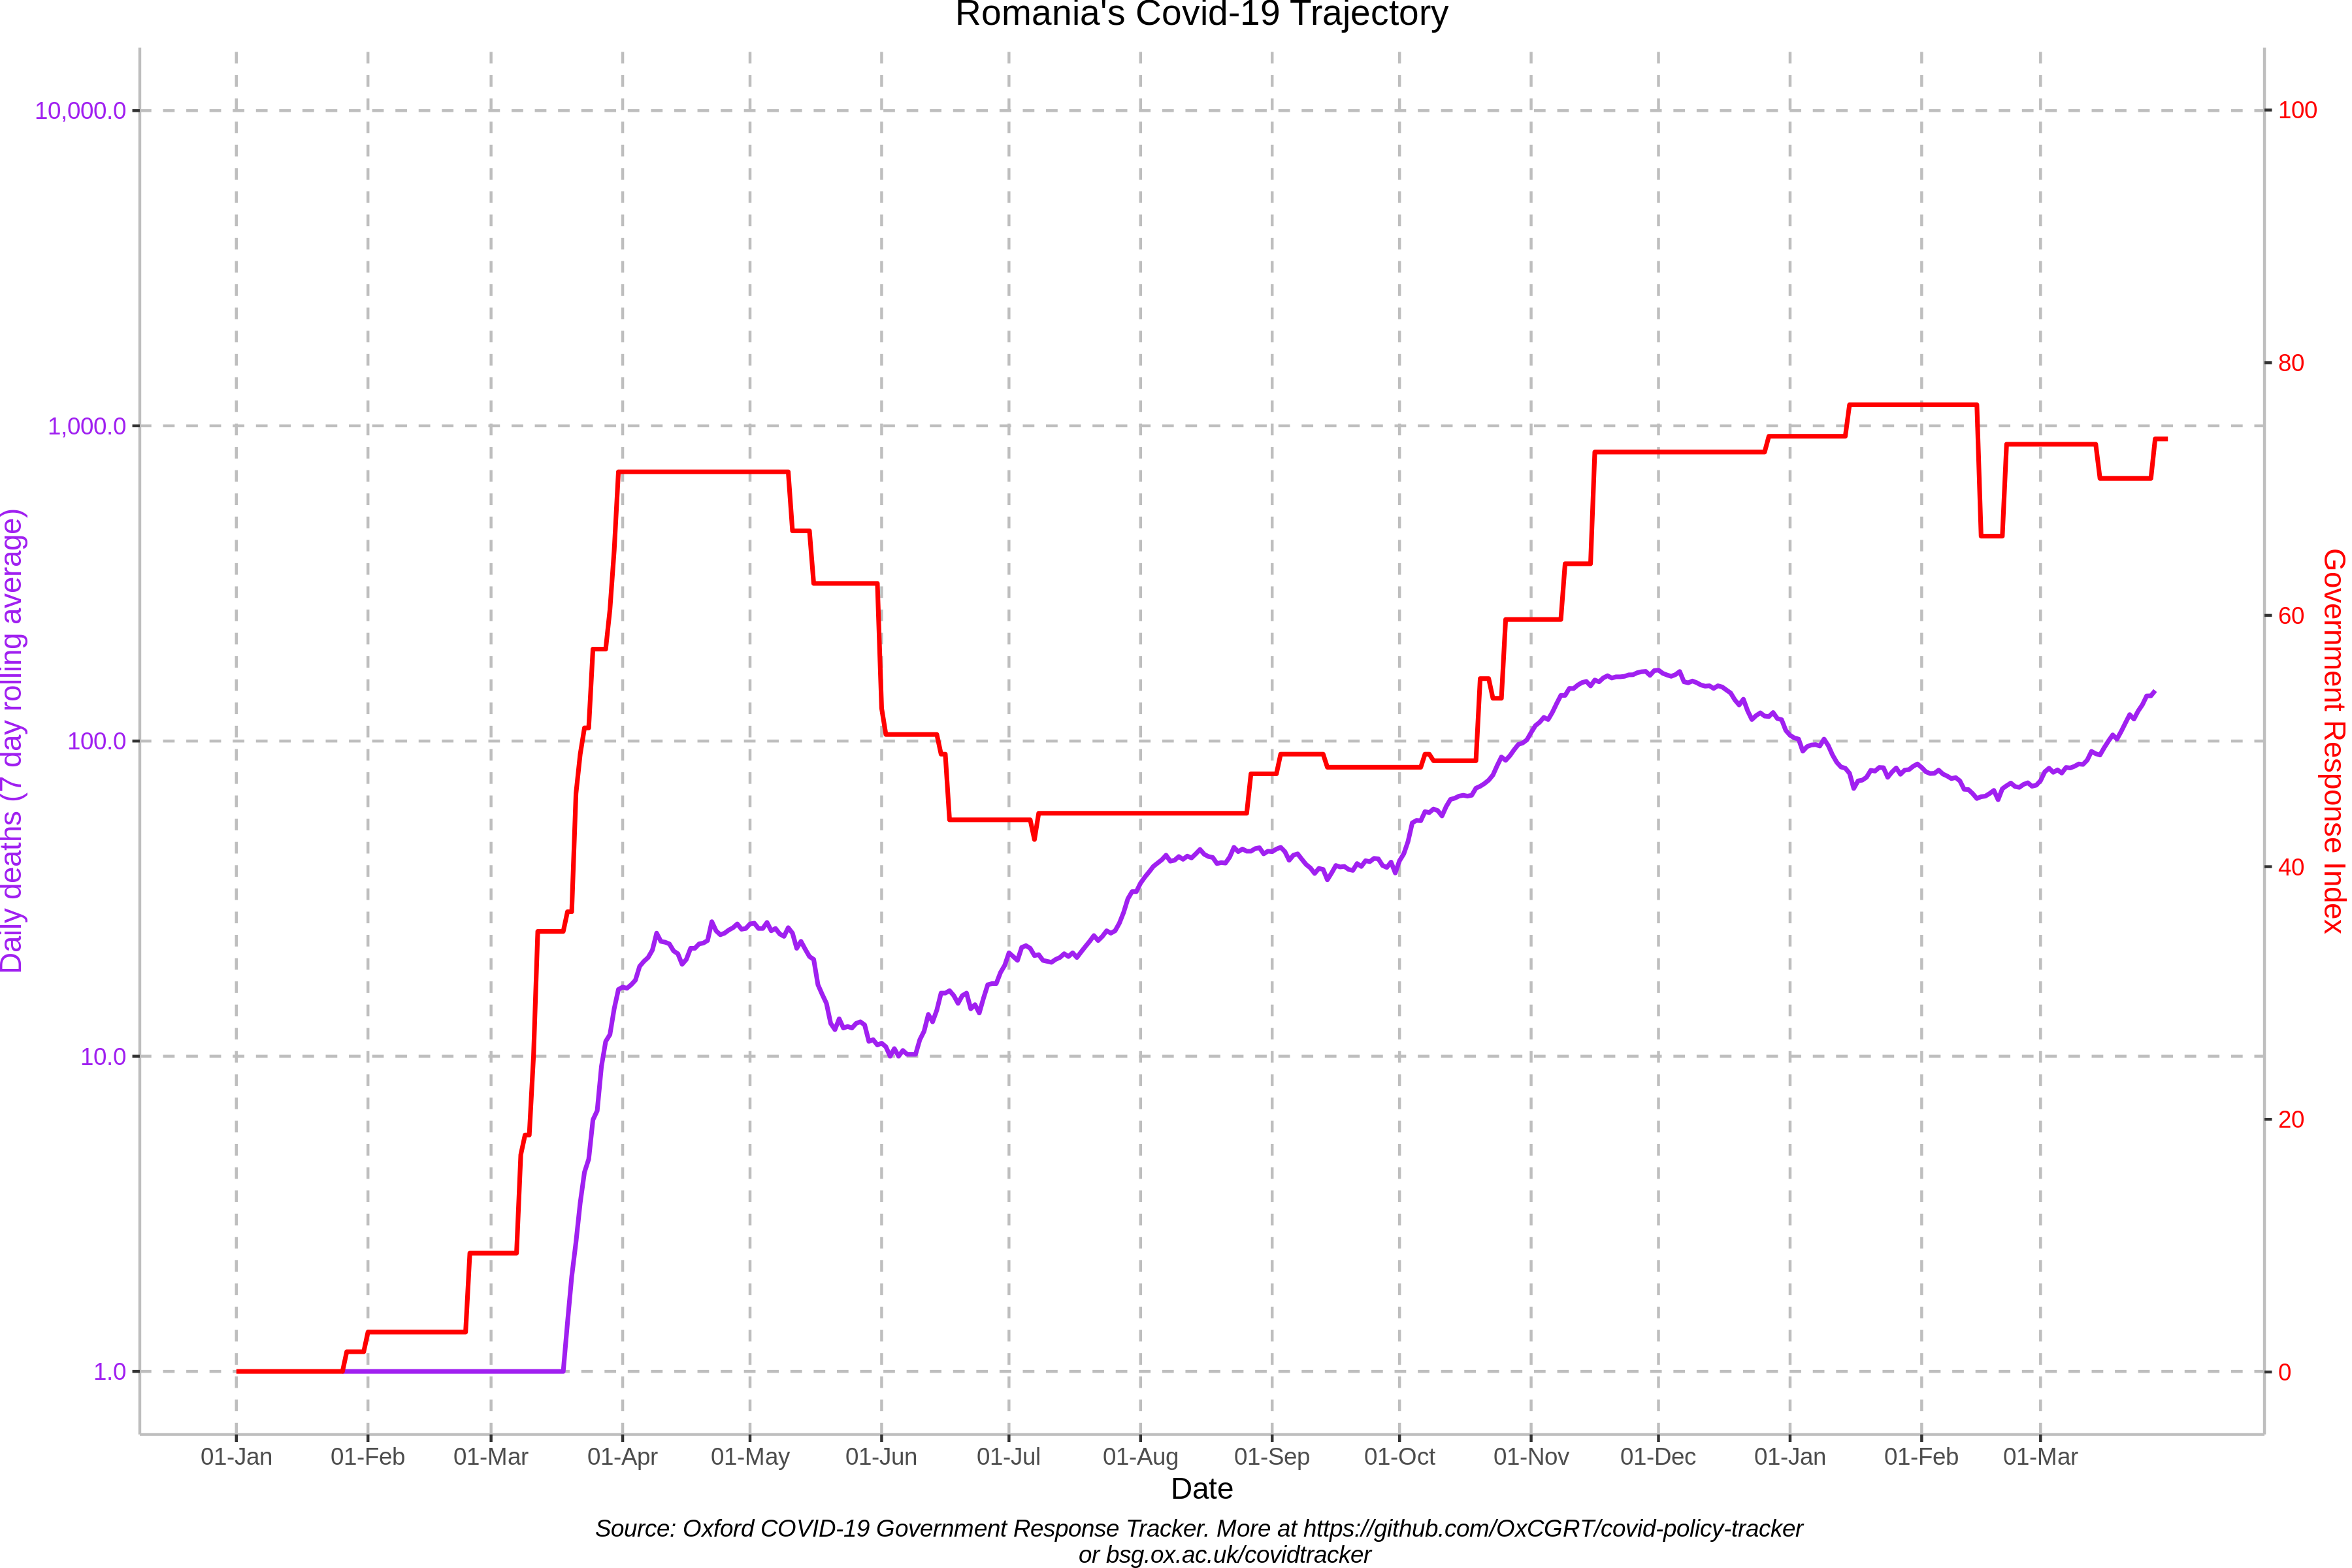 Romania's Covid-19 Trajectory
10,000.0
1,000.0
100.0
10.0
1.0
Daily deaths (7 day rolling average)
100
80
60
40
20
0
Government Response Index
01-Jan 01-Feb 01-Mar 01-Apr 01-May 01-Jun 01-Jul 01-Aug 01-Sep 01-Oct 01-Nov 01-Dec 01-Jan 01-Feb 01-Mar
Date
Source: Oxford COVID-19 Government Response Tracker. More at https://github.com/OxCGRT/covid-policy-tracker
or bsg.ox.ac.uk/covidtracker